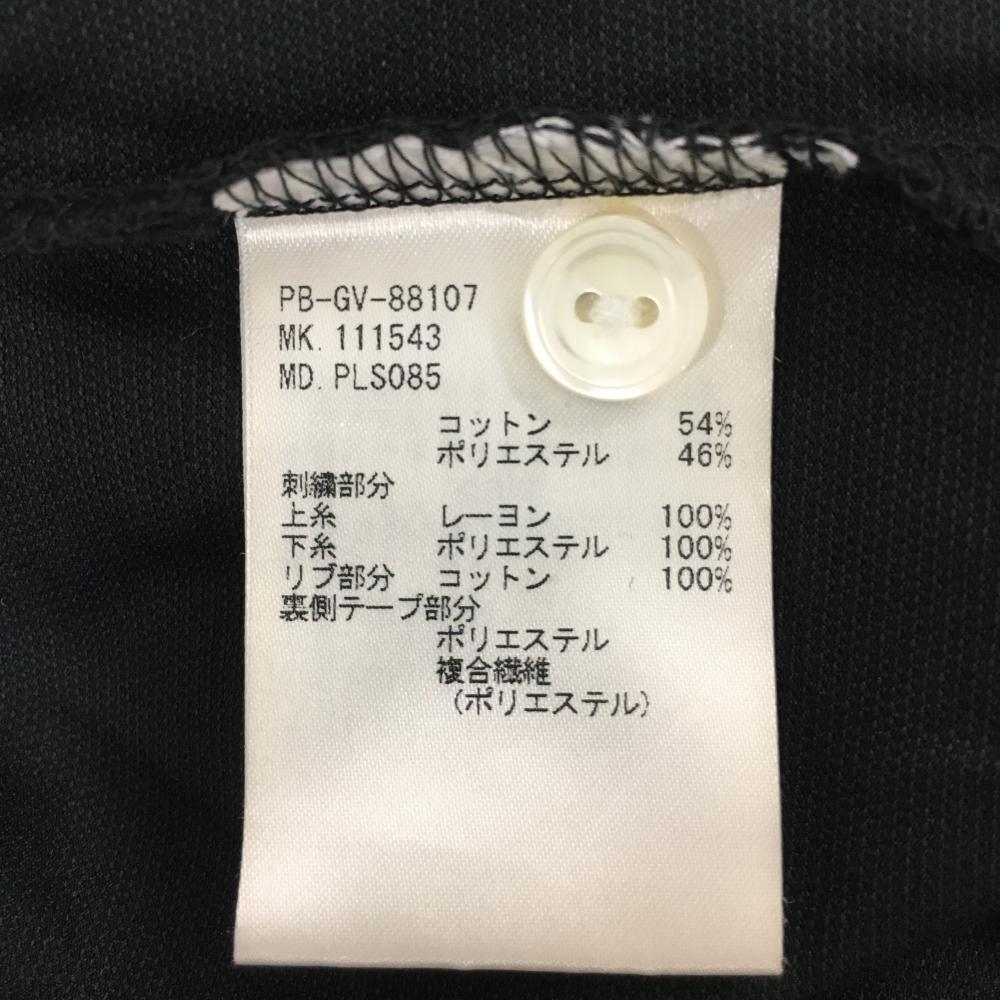 PB-GV-88107
MK.111543
MD.PLS085
コットン 54%
ポリエステル 46%
刺繍部分
上糸 レーヨン 100%
下糸 ポリエステル 100%
リブ部分 コットン 100%
裏側テープ部分
ポリエステル
複合繊維
(ポリエステル)